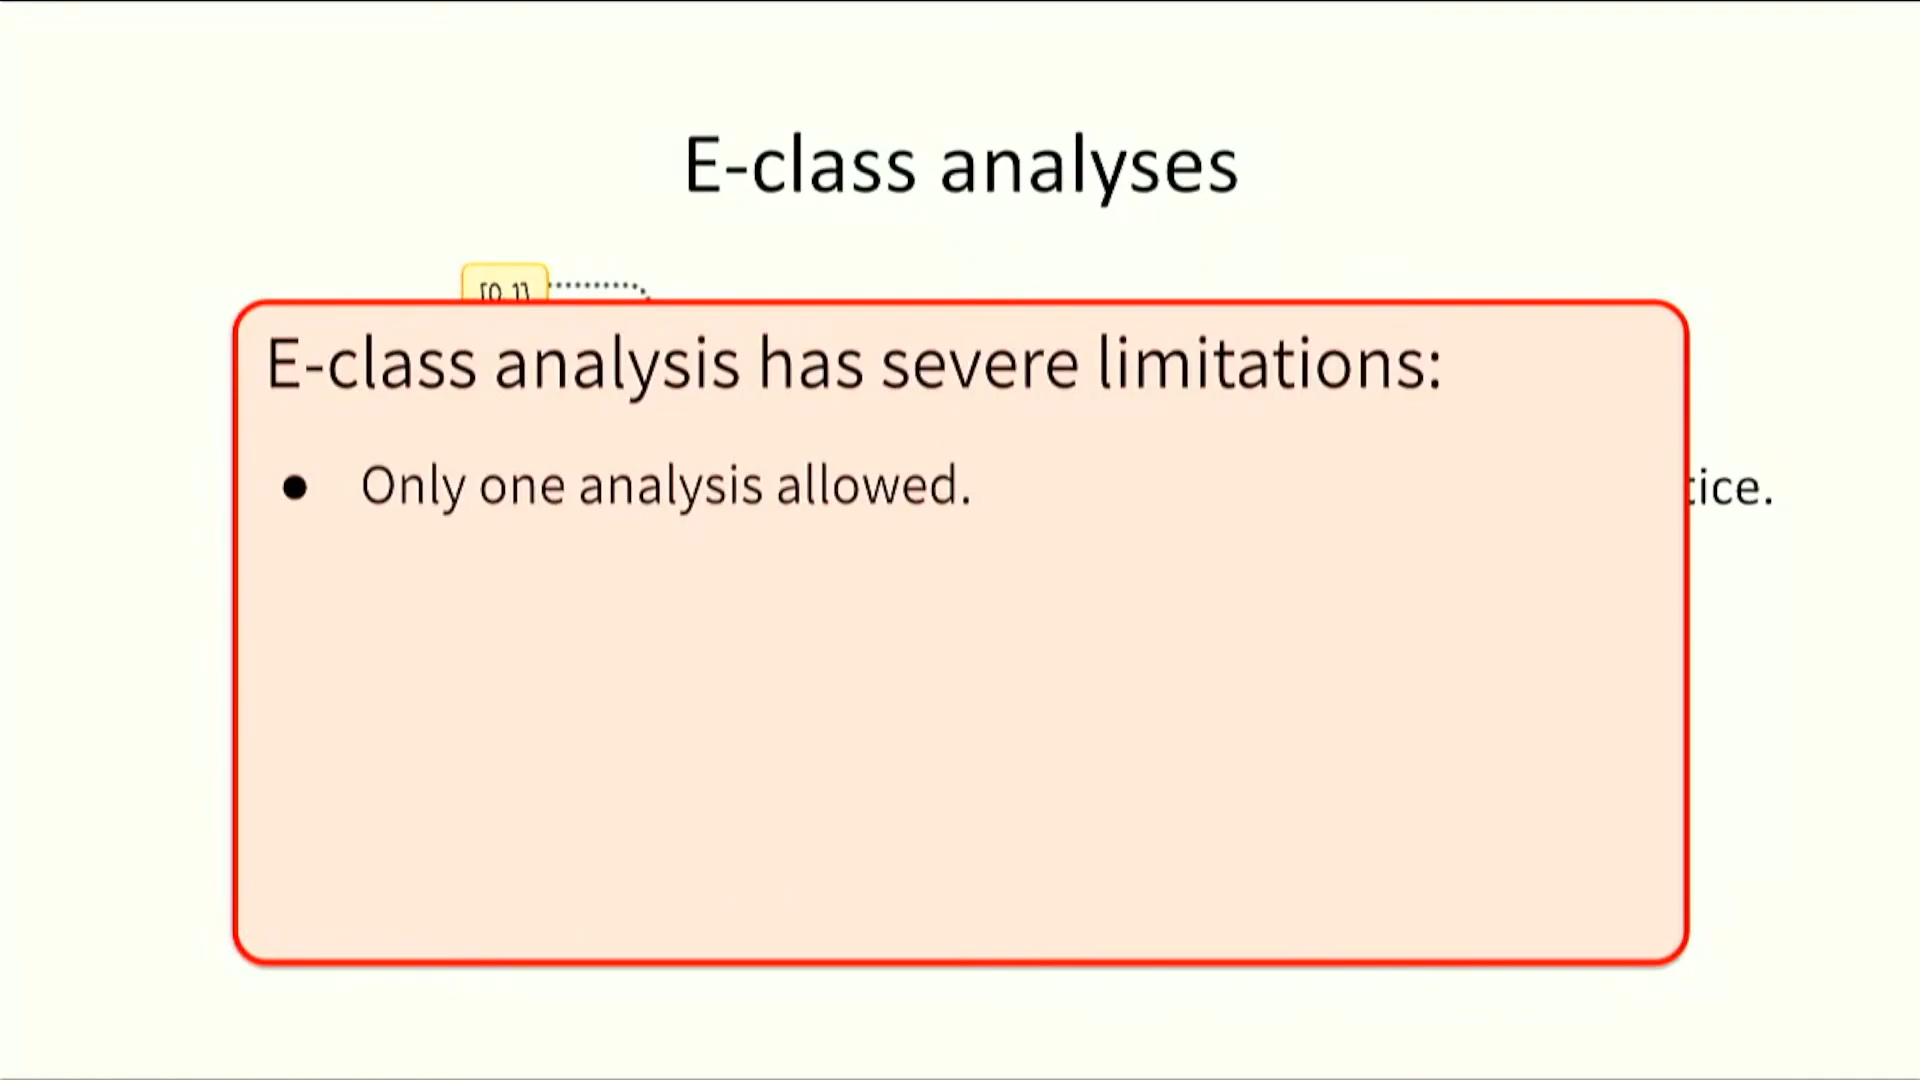 E-class analyses
[0, 1]
E-class analysis has severe limitations:
● Only one analysis allowed.
tice.